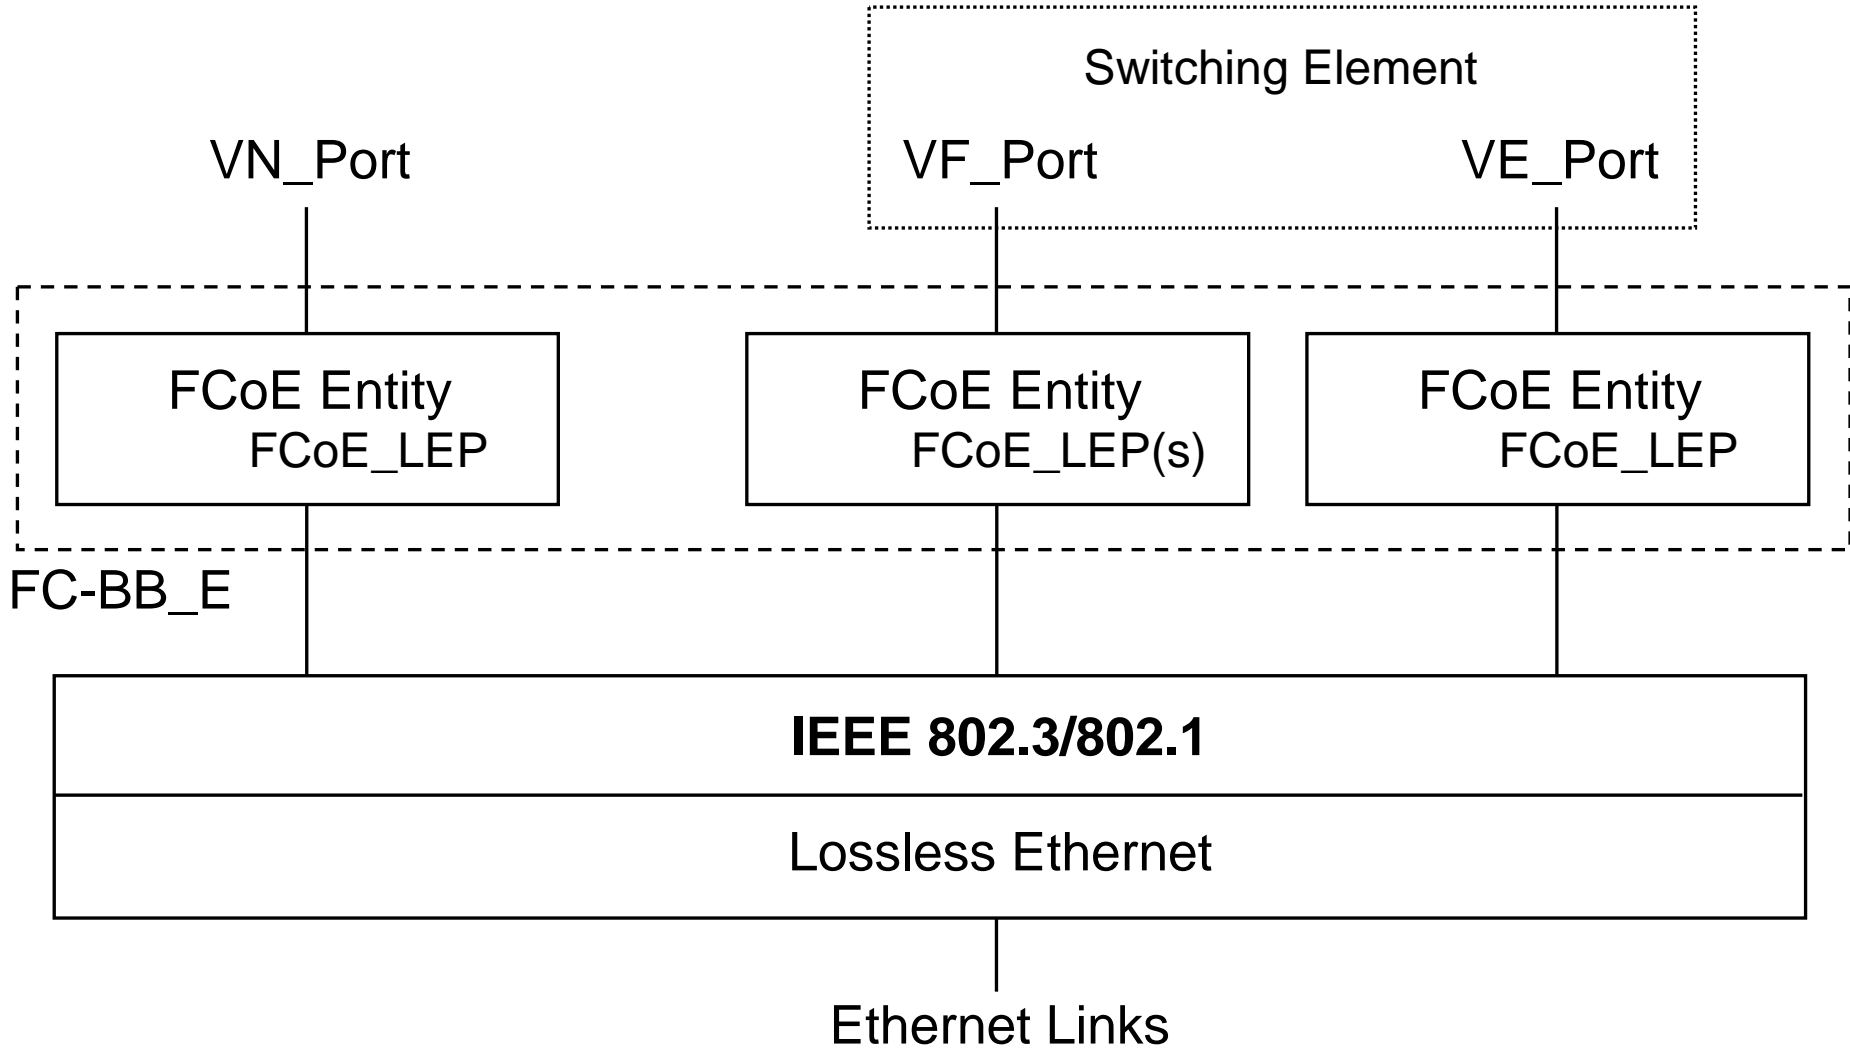 Switching Element
VN_Port
VF_Port
VE_Port
FCoE Entity
FCoE_LEP
FCoE Entity
FCoE_LEP(s)
FCoE Entity
FCoE_LEP
FC-BB_E
IEEE 802.3/802.1
Lossless Ethernet
Ethernet Links